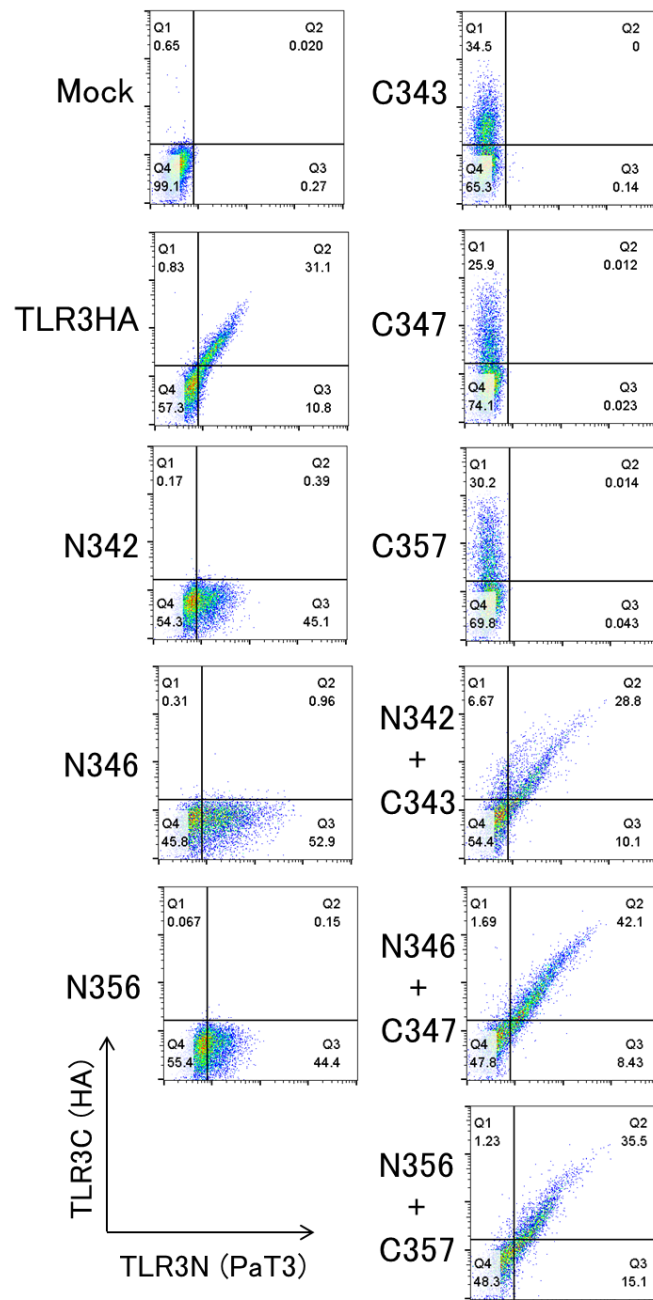 Mock
Q1
0.65
Q2
0.020
Q4
99.1
Q3
0.27
TLR3HA
Q1
0.83
Q2
31.1
Q4
57.3
Q3
10.8
N342
Q1
0.17
Q2
0.39
Q4
54.3
Q3
45.1
N346
Q1
0.31
Q2
0.96
Q4
45.8
Q3
52.9
N356
Q1
0.067
Q2
0.15
Q4
55.4
Q3
44.4
TLR3C (HA)
TLR3N (PaT3)
C343
Q1
34.5
Q2
0
Q4
65.3
Q3
0.14
C347
Q1
25.9
Q2
0.012
Q4
74.1
Q3
0.023
C357
Q1
30.2
Q2
0.014
Q4
69.8
Q3
0.043
N342
+
C343
Q1
6.67
Q2
28.8
Q4
54.4
Q3
10.1
N346
+
C347
Q1
1.69
Q2
42.1
Q4
47.8
Q3
8.43
N356
+
C357
Q1
1.23
Q2
35.5
Q4
48.3
Q3
15.1